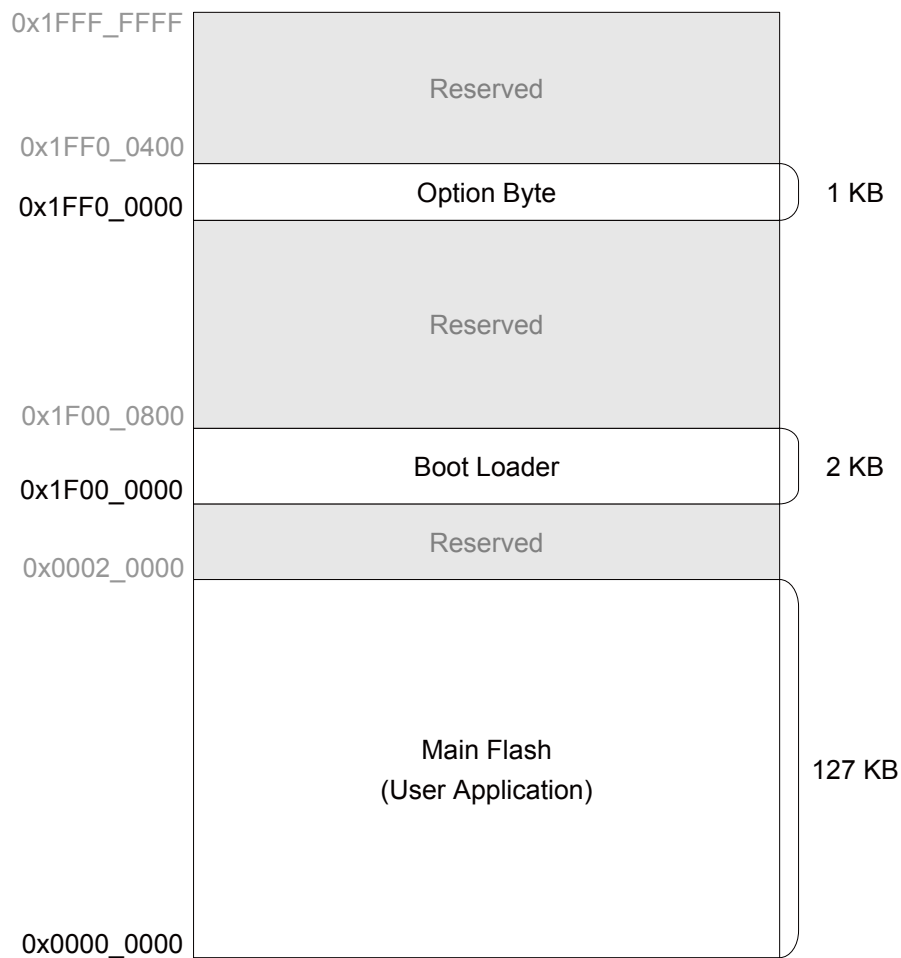 0x1FFF_FFFF
Reserved
0x1FF0_0400
Option Byte
1 KB
0x1FF0_0000
Reserved
0x1F00_0800
Boot Loader
2 KB
0x1F00_0000
Reserved
0x0002_0000
Main Flash
(User Application)
127 KB
0x0000_0000